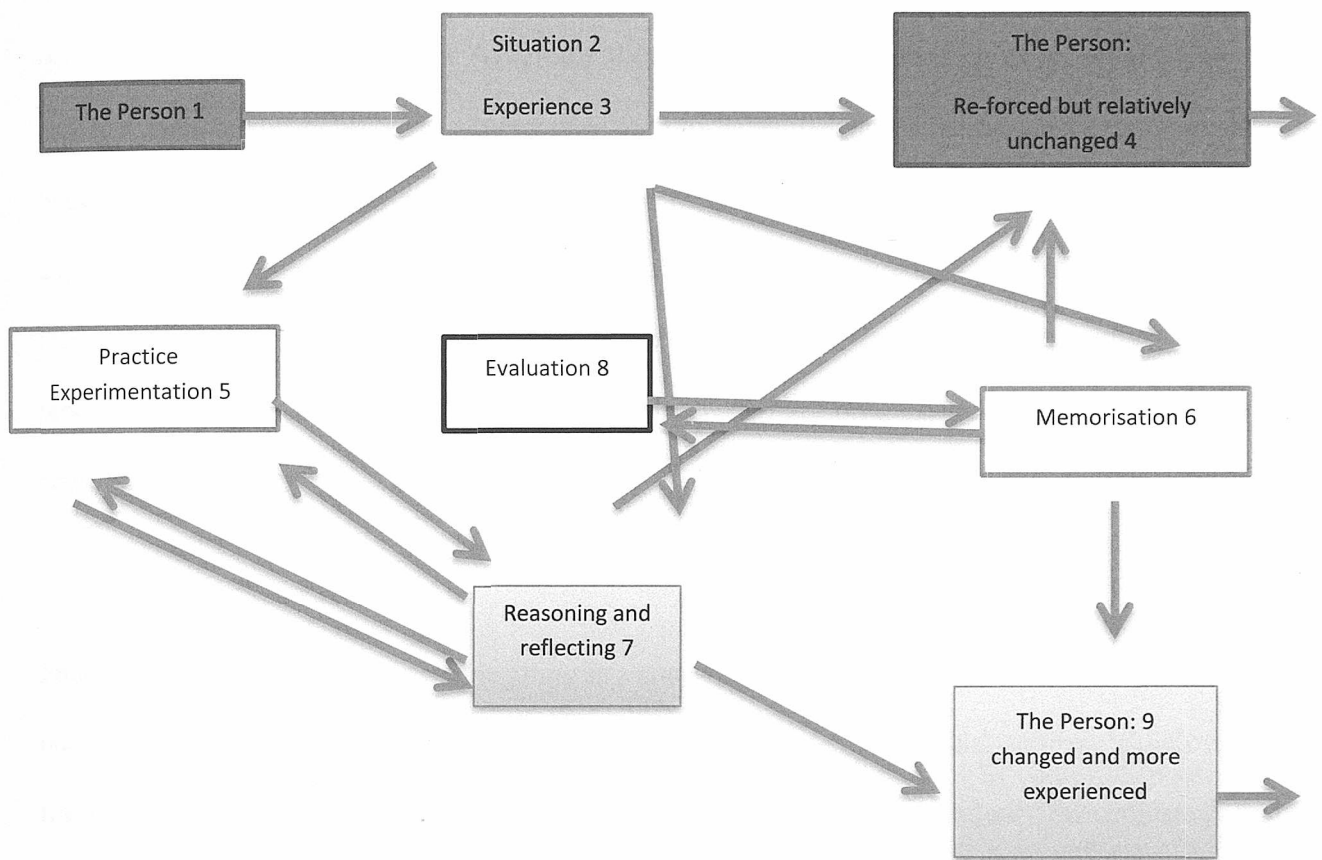 The Person 1
Situation 2
Experience 3
The Person:
Re-forced but relatively
unchanged 4
Practice
Experimentation 5
Evaluation 8
Memorisation 6
Reasoning and
reflecting 7
The Person: 9
changed and more
experienced